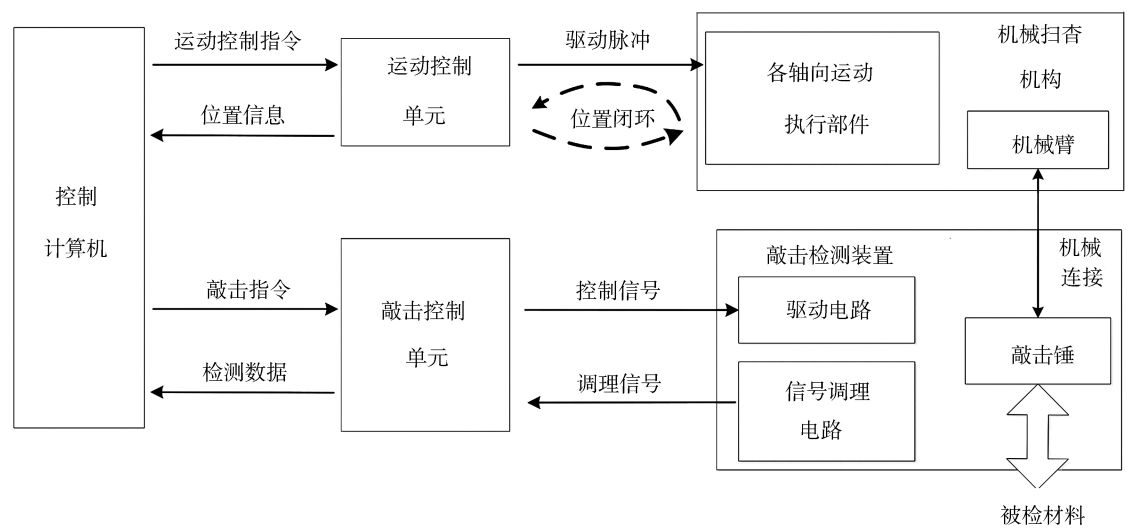 运动控制指令
位置信息
运动控制
单元
驱动脉冲
位置闭环
各轴向运动
执行部件
机械扫查
机构
机械臂
控制
计算机
敲击指令
检测数据
敲击控制
单元
控制信号
调理信号
敲击检测装置
驱动电路
信号调理
电路
机械
连接
敲击锤
被检材料